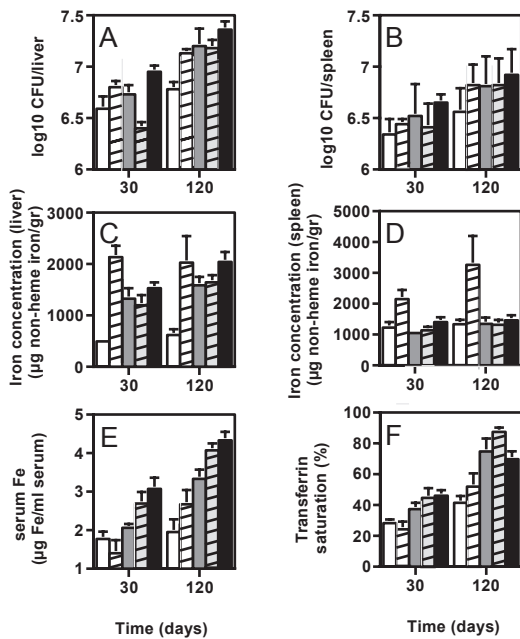 A
log10 CFU/liver
7.5
7
6.5
6
30
120
B
log10 CFU/spleen
7.5
7
6.5
6
30
120
C
Iron concentration (liver)
(µg non-heme iron/gr)
3000
2000
1000
0
30
120
D
Iron concentration (spleen)
(µg non-heme iron/gr)
5000
4000
3000
2000
1000
0
30
120
E
serum Fe
(µg Fe/ml serum)
5
4
3
2
1
30
120
Time (days)
F
Transferrin
saturation (%)
100
80
60
40
20
0
30
120
Time (days)